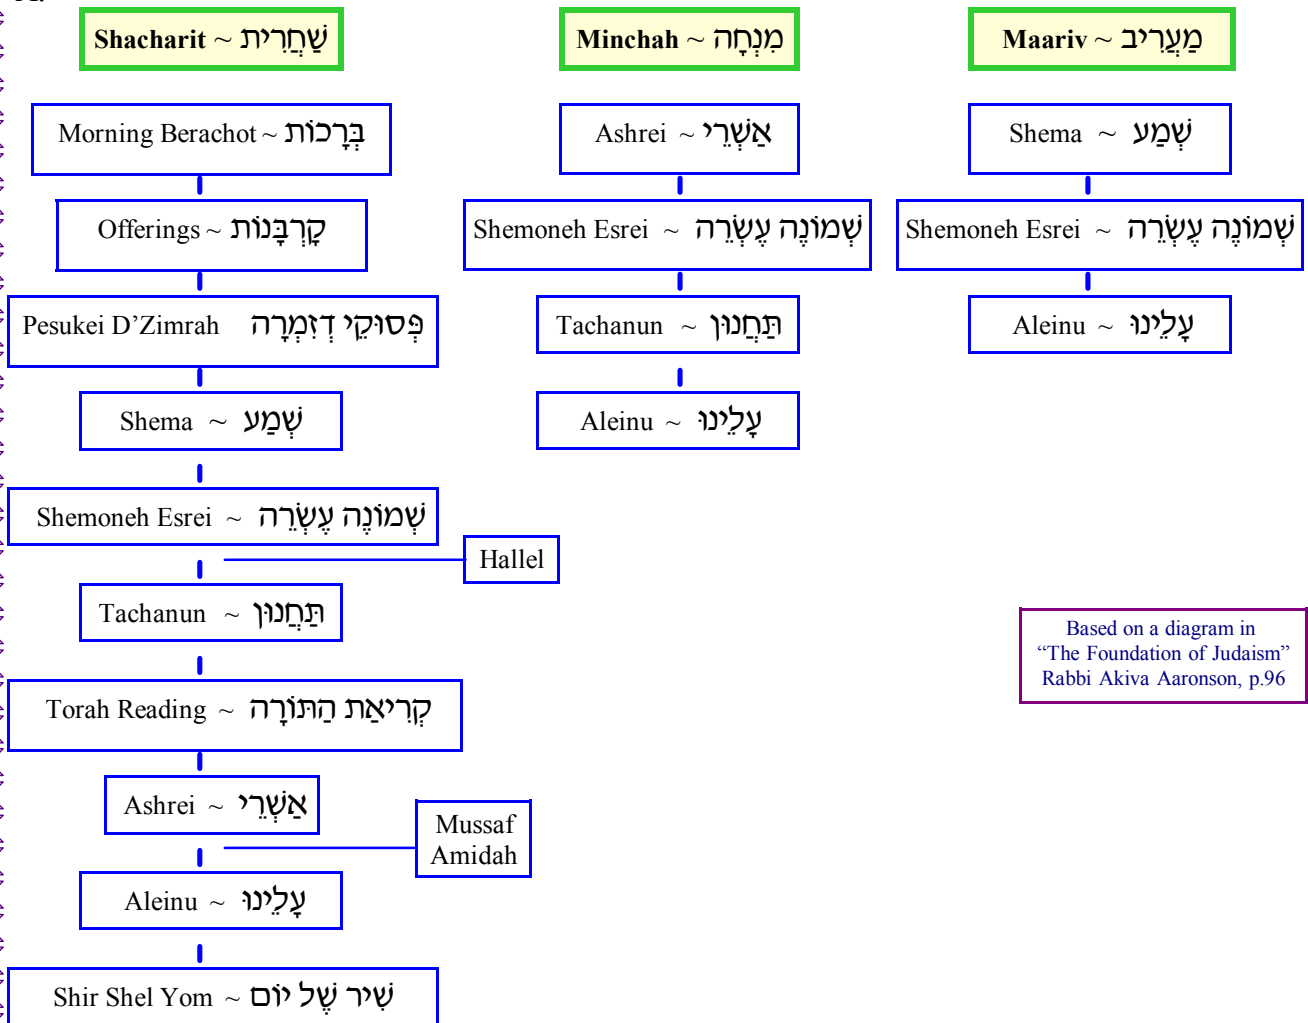 Shacharit ~ שַׁחֲרִית
Morning Berachot ~ בְּרָכוֹת
Offerings ~ קָרְבָּנוֹת
Pesukei D’Zimrah פְּסוּקֵי דְזִמְרָה
Shema ~ שְׁמַע
Shemoneh Esrei ~ שְׁמוֹנֶה עֶשְׂרֵה
Hallel
Tachanun ~ תַּחֲנוּן
Torah Reading ~ קְרִיאַת הַתּוֹרָה
Ashrei ~ אַשְׁרֵי
Mussaf
Amidah
Aleinu ~ עָלֵינוּ
Shir Shel Yom ~ שִׁיר שֶׁל יוֹם
Minchah ~ מִנְחָה
Ashrei ~ אַשְׁרֵי
Shemoneh Esrei ~ שְׁמוֹנֶה עֶשְׂרֵה
Tachanun ~ תַּחֲנוּן
Aleinu ~ עָלֵינוּ
Maariv ~ מַעֲרִיב
Shema ~ שְׁמַע
Shemoneh Esrei ~ שְׁמוֹנֶה עֶשְׂרֵה
Aleinu ~ עָלֵינוּ
Based on a diagram in
“The Foundation of Judaism”
Rabbi Akiva Aaronson, p.96